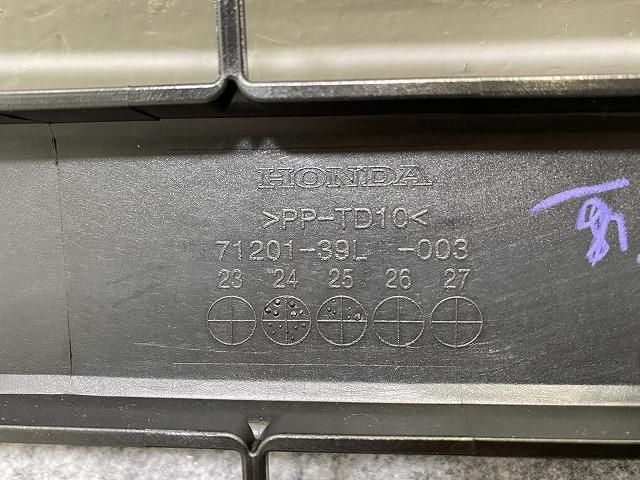 HONDA
>PP-TD10<
71201-39L -003
23 24 25 26 27